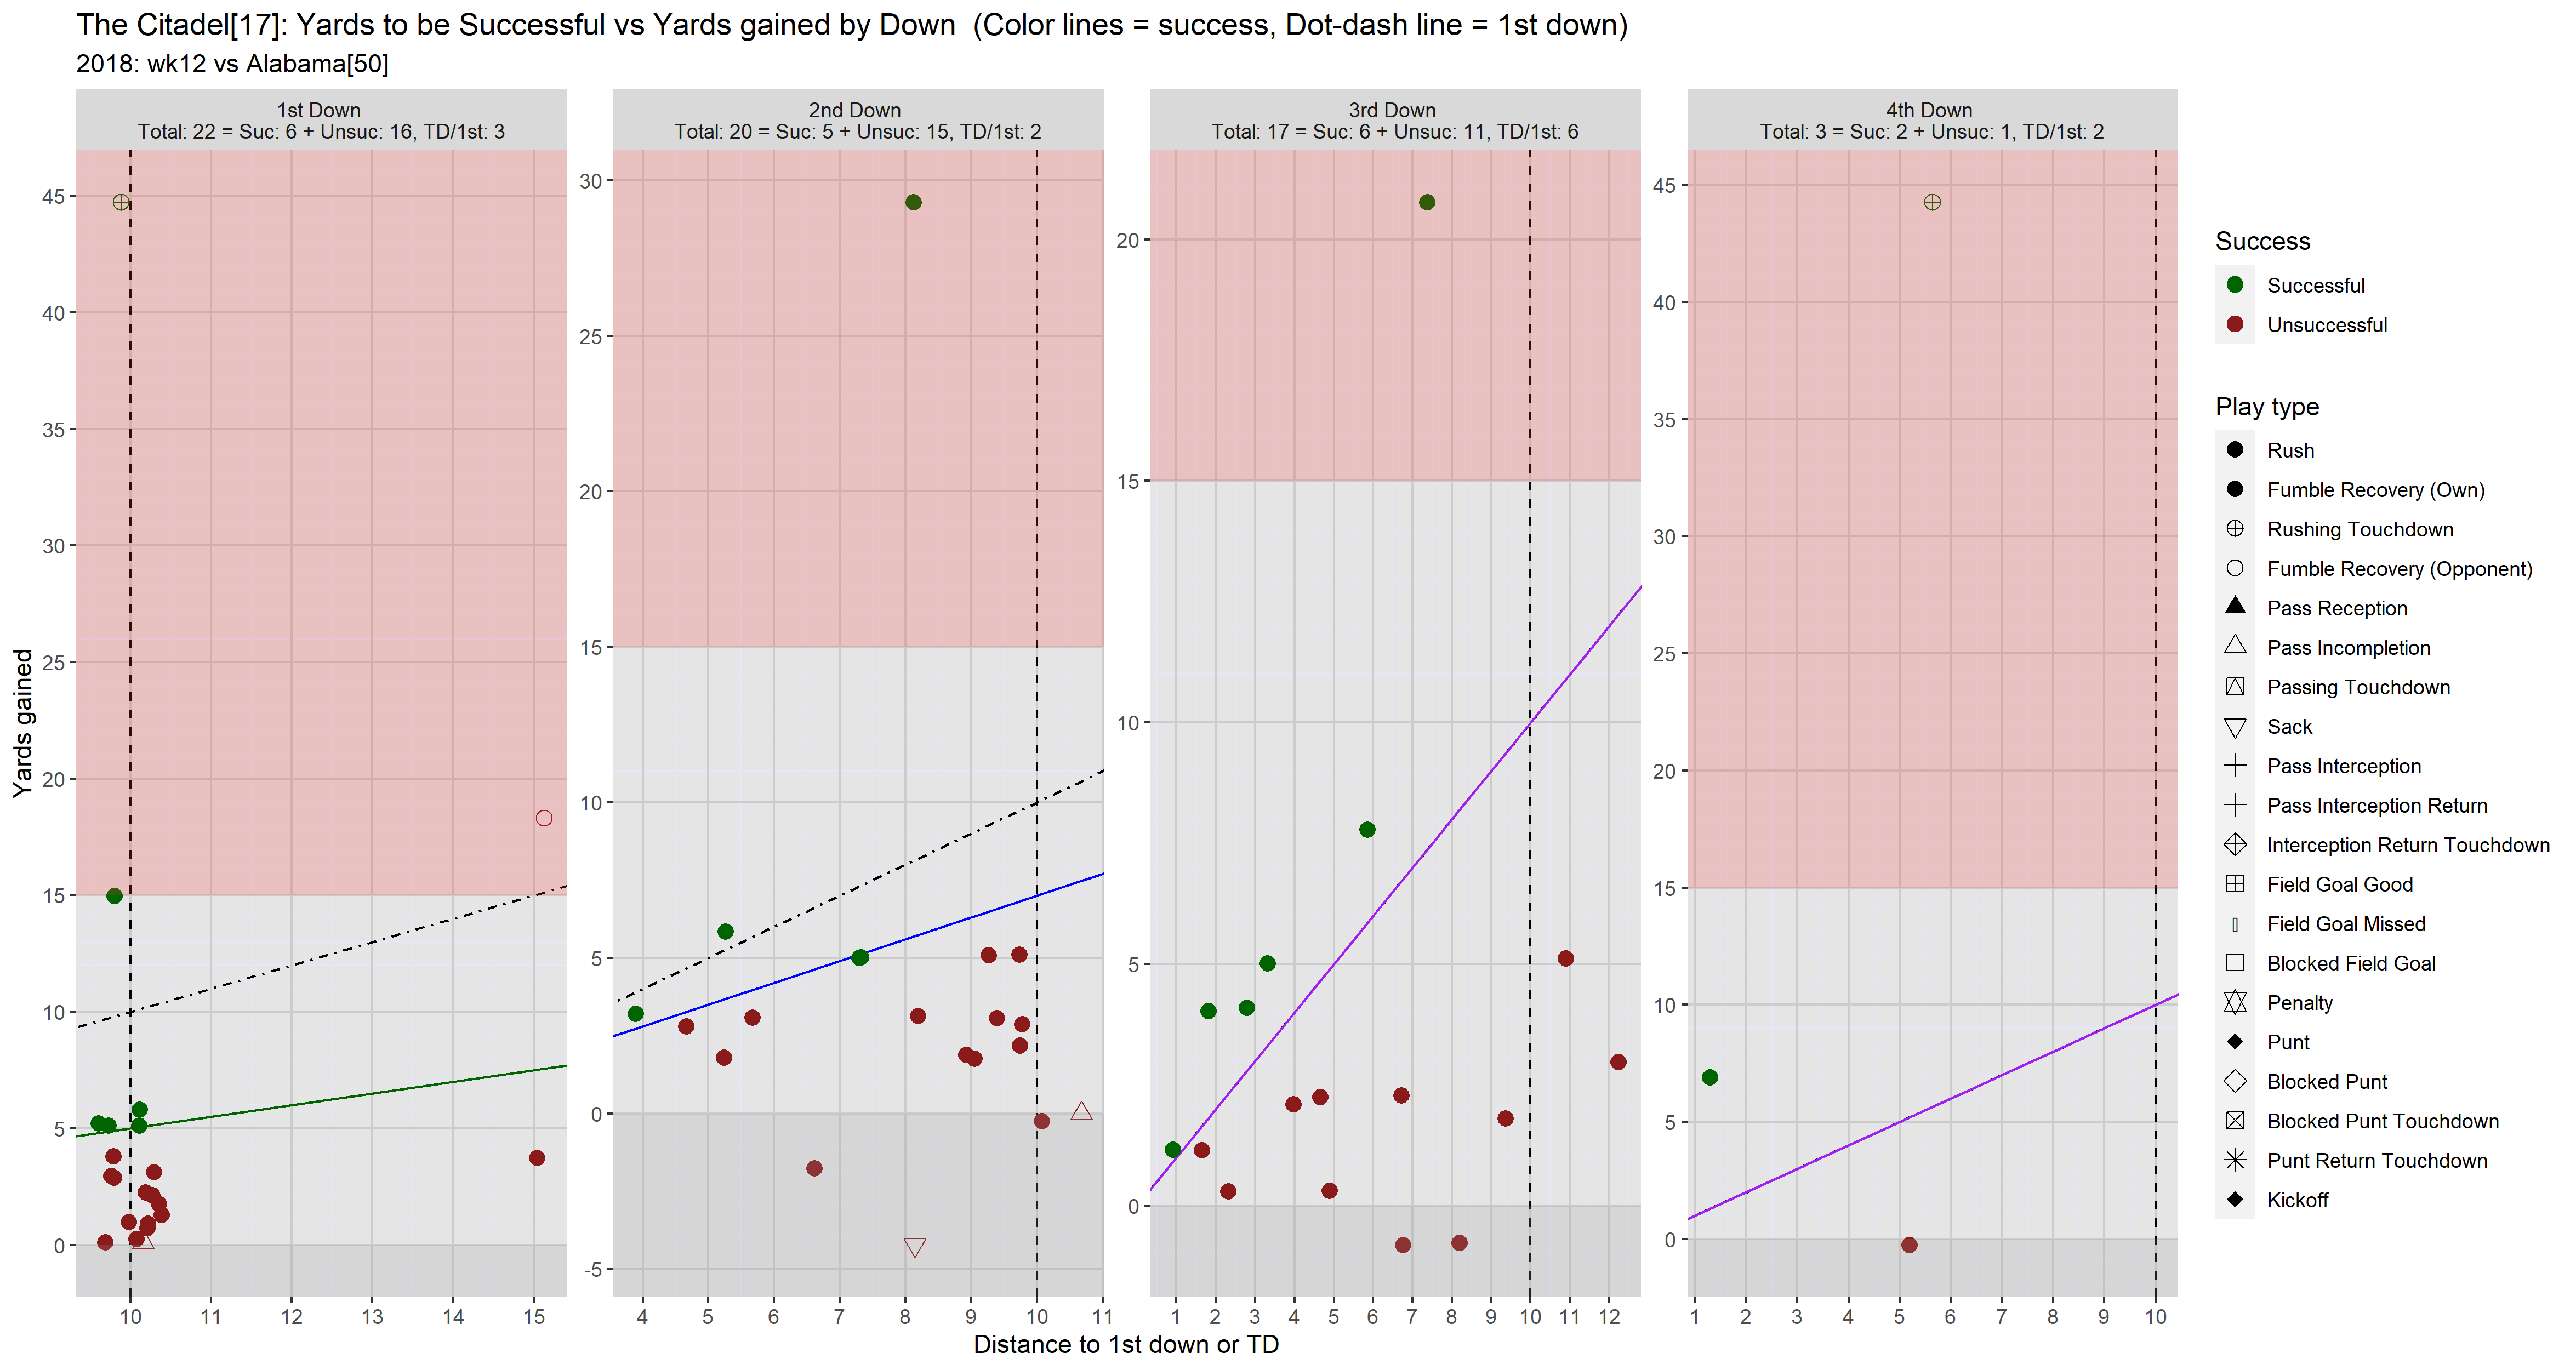 The Citadel[17]: Yards to be Successful vs Yards gained by Down  (Color lines = success, Dot-dash line = 1st down)
2018: wk12 vs Alabama[50]
1st Down
Total: 22 = Suc: 6 + Unsuc: 16, TD/1st: 3
2nd Down
Total: 20 = Suc: 5 + Unsuc: 15, TD/1st: 2
3rd Down
Total: 17 = Suc: 6 + Unsuc: 11, TD/1st: 6
4th Down
Total: 3 = Suc: 2 + Unsuc: 1, TD/1st: 2
Yards gained
45
40
35
30
25
20
15
10
5
0
10 11 12 13 14 15
30
25
20
15
10
5
0
-5
4 5 6 7 8 9 10 11
20
15
10
5
0
1 2 3 4 5 6 7 8 9 10 11 12
45
40
35
30
25
20
15
10
5
0
1 2 3 4 5 6 7 8 9 10
Distance to 1st down or TD
Success
Successful
Unsuccessful
Play type
Rush
Fumble Recovery (Own)
Rushing Touchdown
Fumble Recovery (Opponent)
Pass Reception
Pass Incompletion
Passing Touchdown
Sack
Pass Interception
Pass Interception Return
Interception Return Touchdown
Field Goal Good
Field Goal Missed
Blocked Field Goal
Penalty
Punt
Blocked Punt
Blocked Punt Touchdown
Punt Return Touchdown
Kickoff